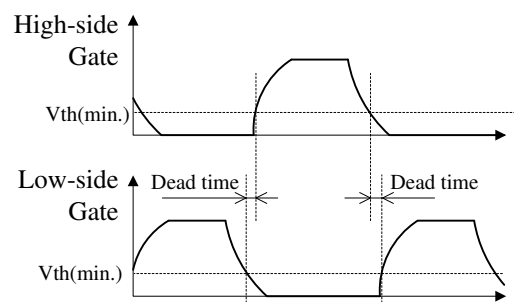 High-side
Gate
Vth(min.)
Low-side
Gate
Dead time
Dead time
Vth(min.)